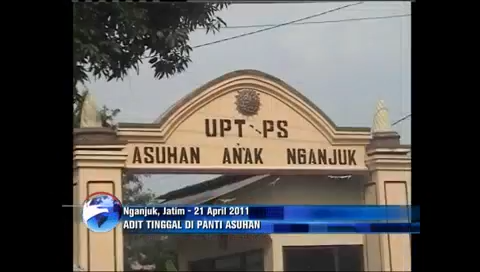 UPT PS
ASUHAN ANAK NGANJUK
Nganjuk, Jatim - 21 April 2011
ADIT TINGGAL DI PANTI ASUHAN